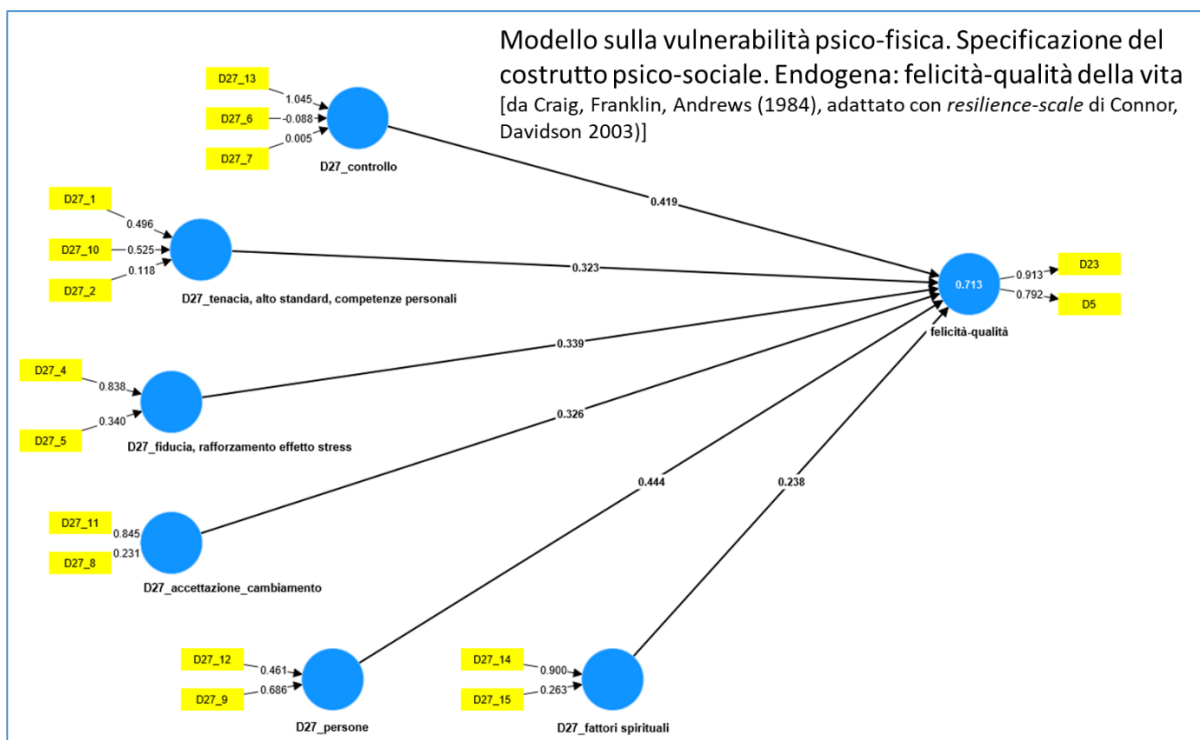 Modello sulla vulnerabilità psico-fisica. Specificazione del
costrutto psico-sociale. Endogena: felicità-qualità della vita
[da Craig, Franklin, Andrews (1984), adattato con resilience-scale di Connor,
Davidson 2003)]
D27_13
1.045
D27_6
-0.088
D27_7
0.005
D27_controllo
0.419
D27_1
0.496
D27_10
0.525
D27_2
0.118
D27_tenacia, alto standard, competenze personali
0.323
D27_4
0.838
D27_5
0.340
D27_fiducia, rafforzamento effetto stress
0.339
D27_11
0.845
D27_8
0.231
D27_accettazione_cambiamento
0.326
D27_12
0.461
D27_9
0.686
D27_persone
0.444
D27_14
0.900
D27_15
0.263
D27_fattori spirituali
0.238
0.713
felicità-qualità
0.913
D23
0.792
D5